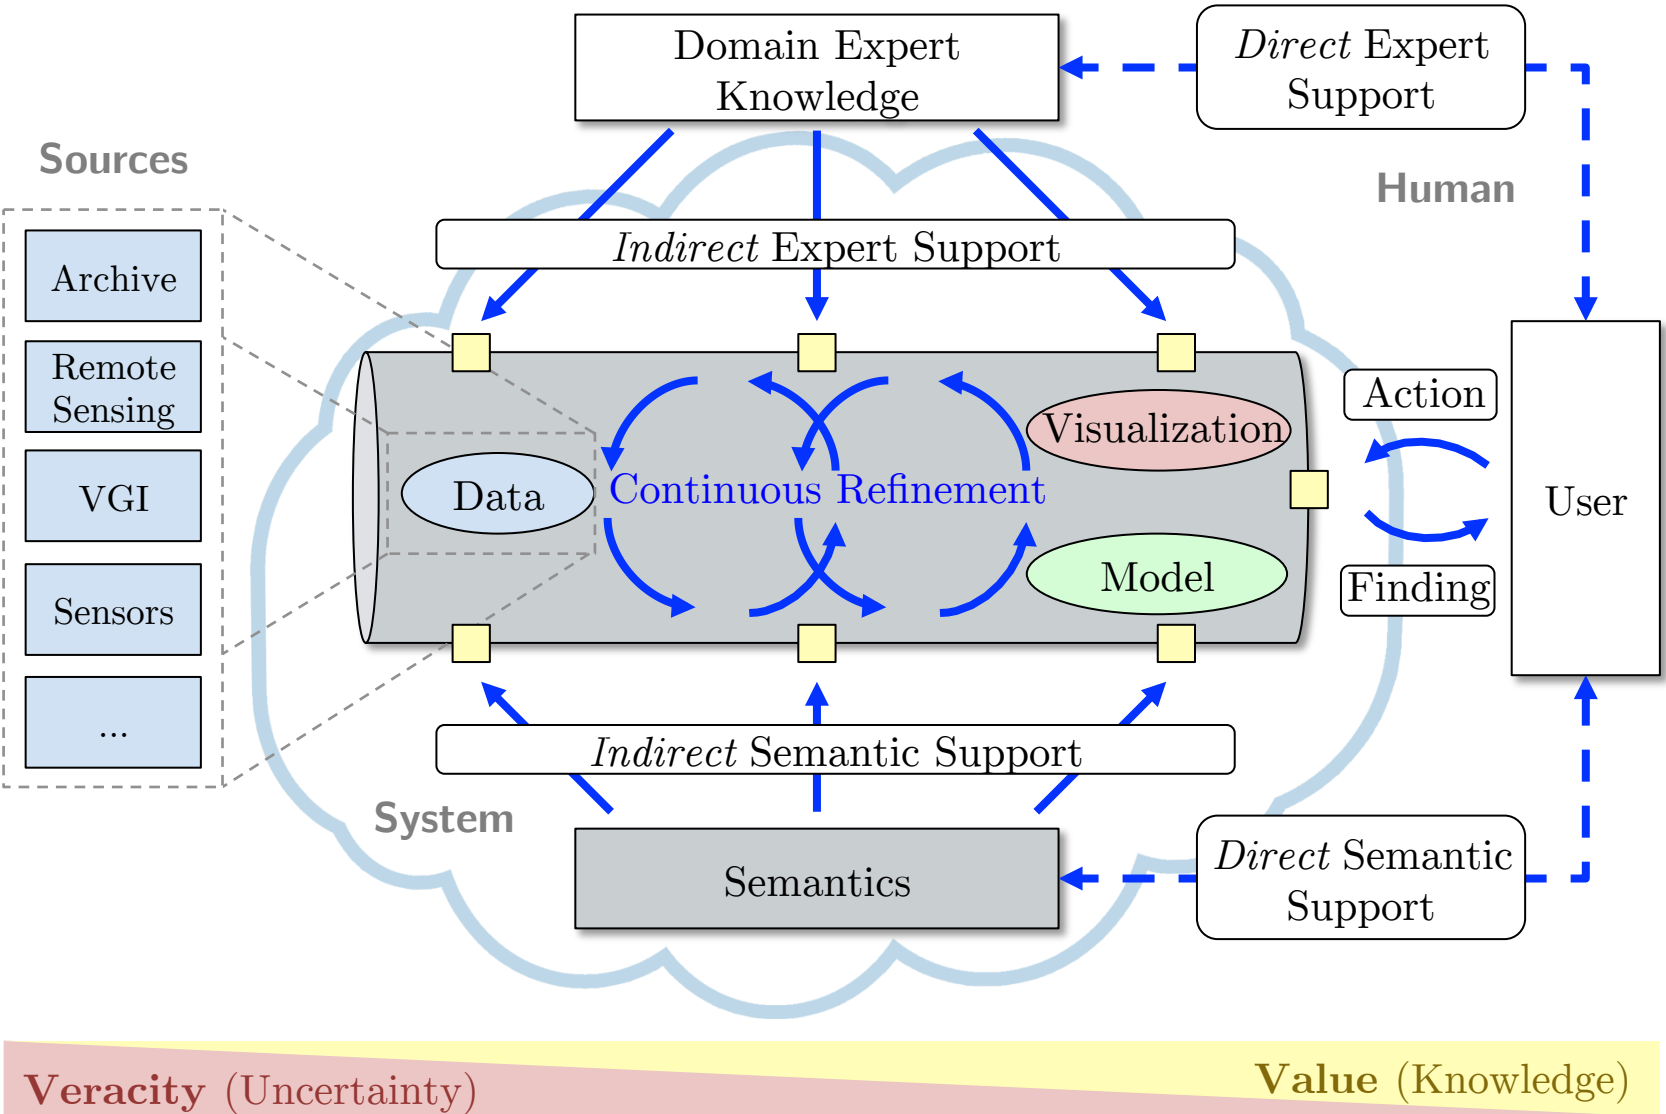 Domain Expert
Knowledge
Direct Expert
Support
Sources
Human
Archive
Remote
Sensing
VGI
Sensors
...
Indirect Expert Support
Visualization
Data
Continuous Refinement
Model
Action
Finding
User
Indirect Semantic Support
System
Semantics
Direct Semantic
Support
Veracity (Uncertainty)
Value (Knowledge)